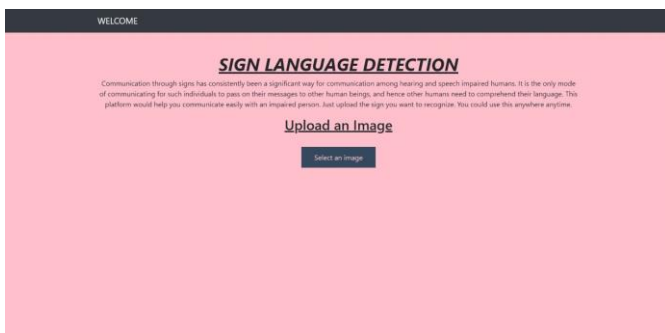 WELCOME
SIGN LANGUAGE DETECTION
Communication through signs has consistently been a significant way for communication among hearing and speech impaired humans. It is the only mode
of communicating for such individuals to pass on their messages to other human beings, and hence other humans need to comprehend their language. This
platform would help you communicate easily with an impaired person. Just upload the sign you want to recognize. You could use this anywhere anytime.
Upload an Image
Select an image